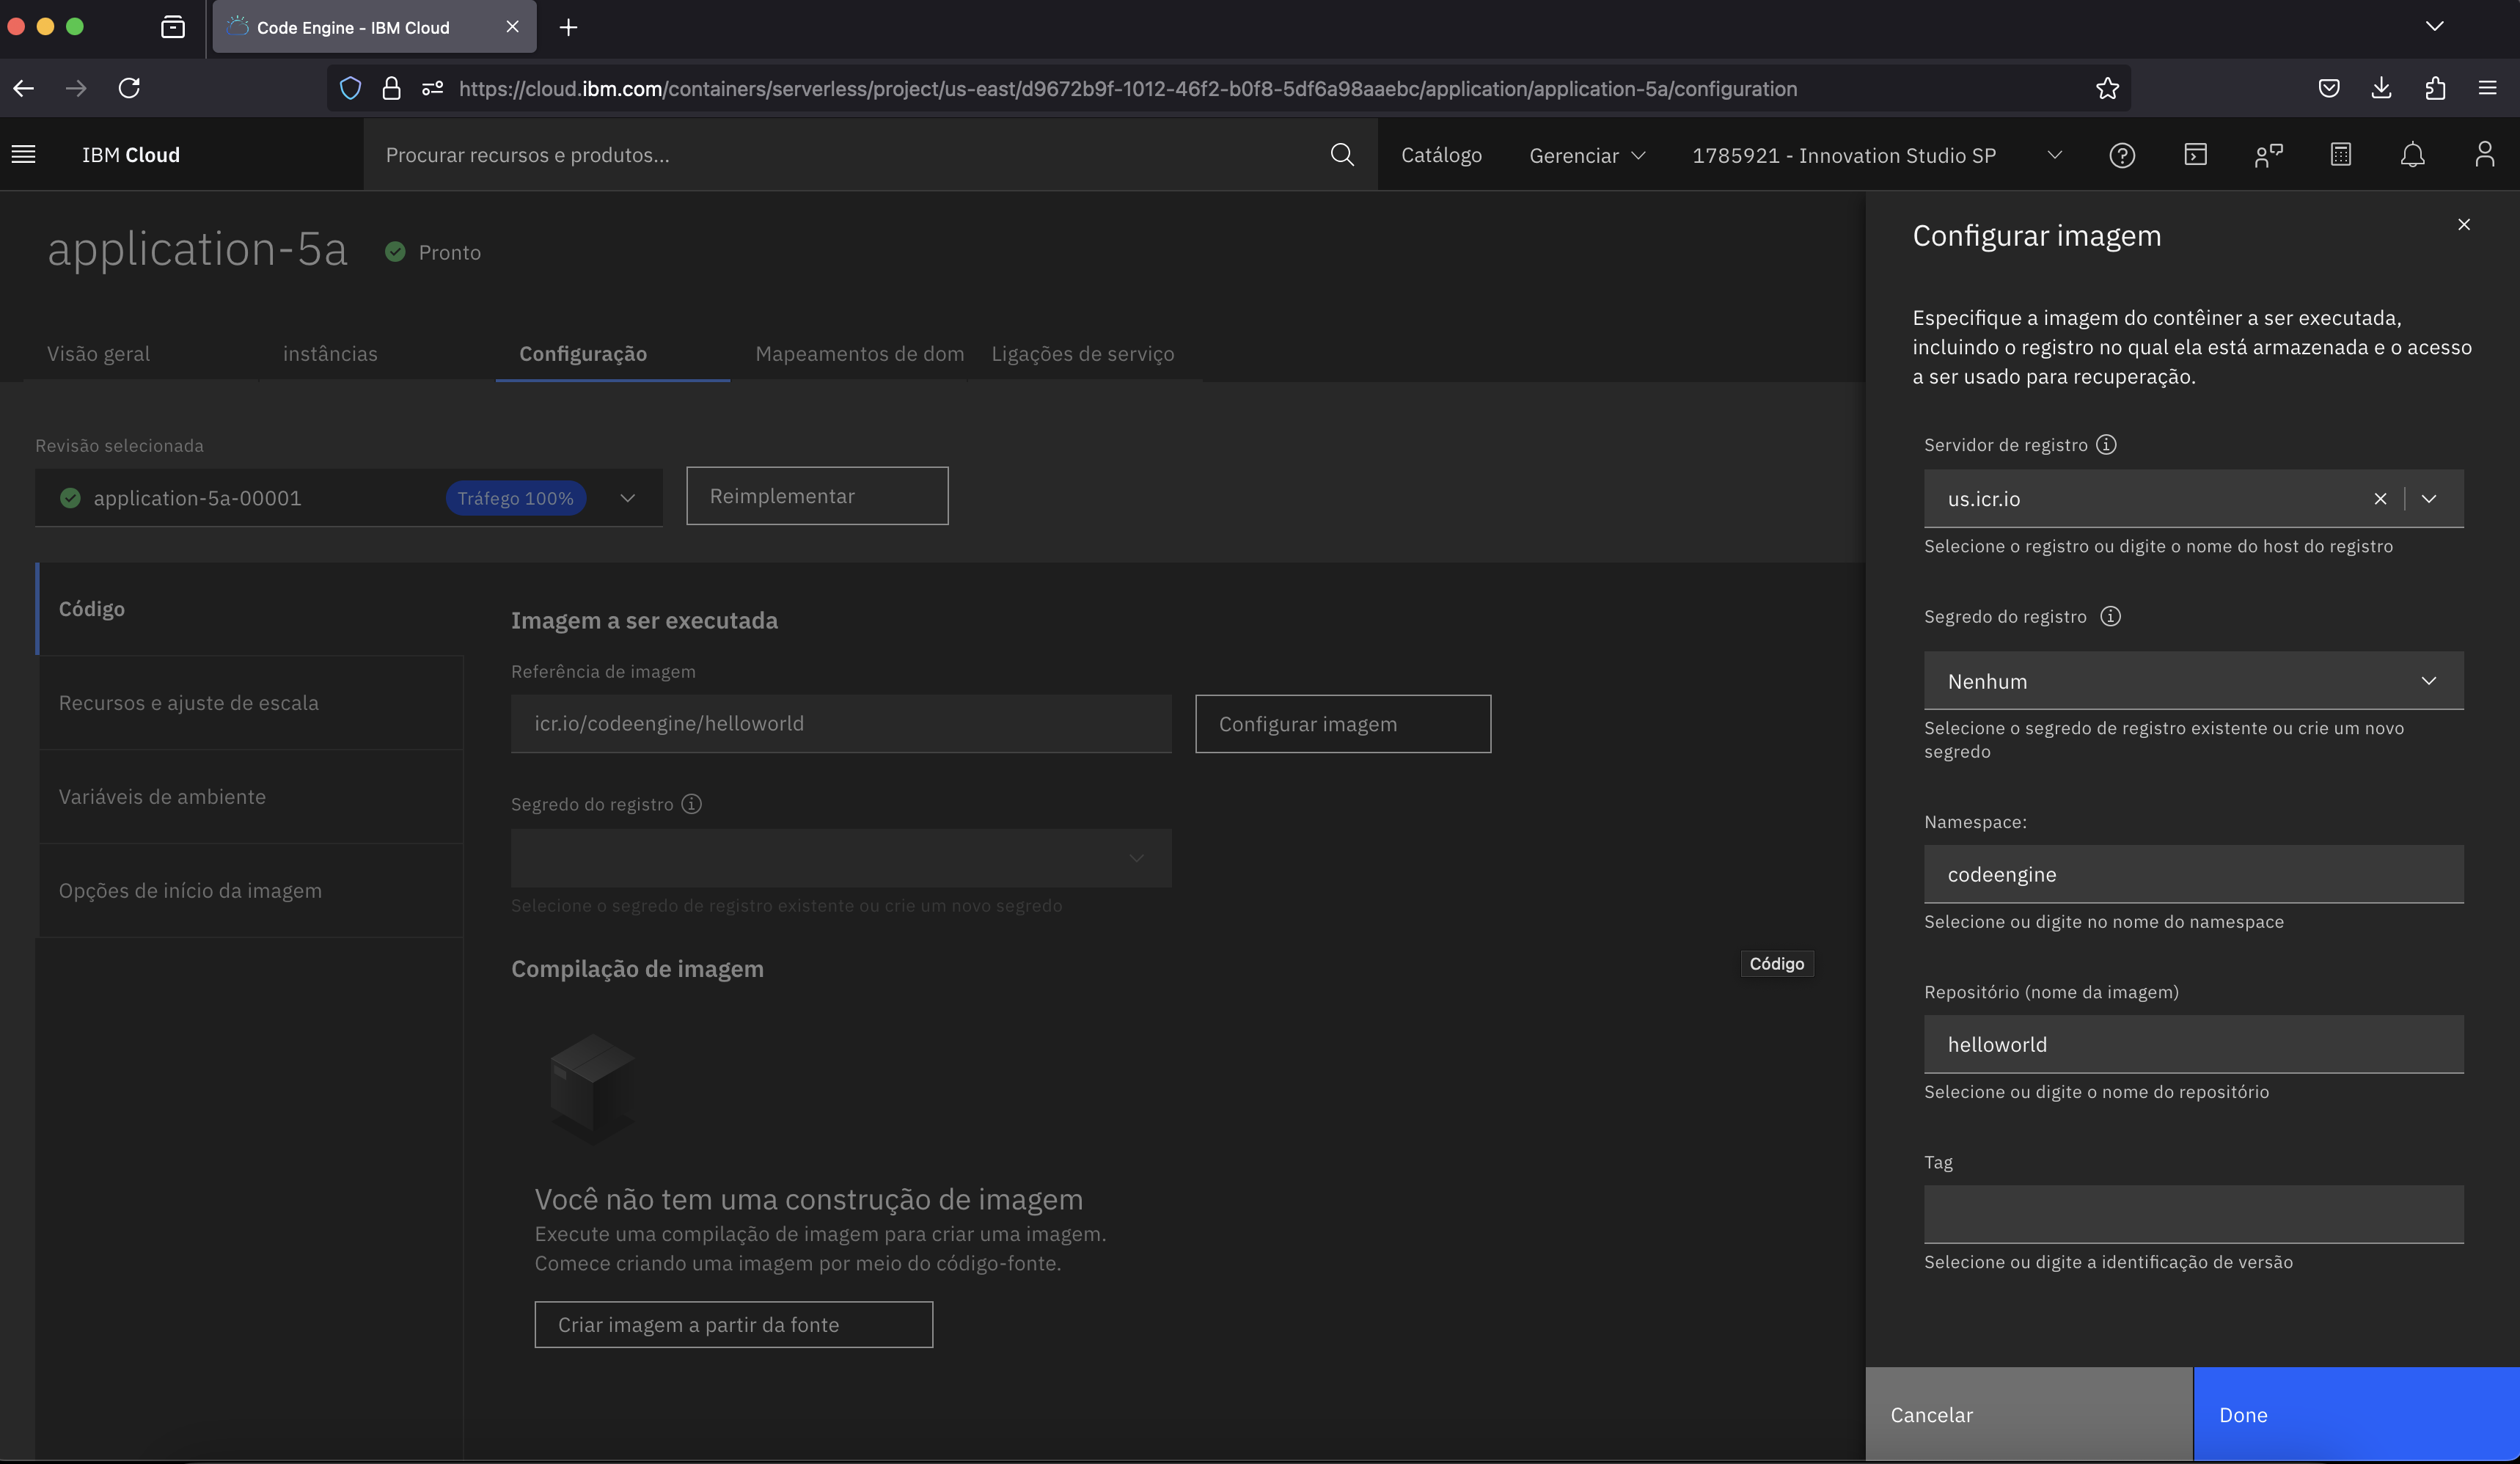 Code Engine - IBM Cloud
https://cloud.ibm.com/containers/serverless/project/us-east/d9672b9f-1012-46f2-b0f8-5df6a98aaebc/application/application-5a/configuration
IBM Cloud
Procurar recursos e produtos...
Catálogo
Gerenciar
1785921 - Innovation Studio SP
application-5a
Pronto
Visão geral
instâncias
Configuração
Mapeamentos de dom
Ligações de serviço
Revisão selecionada
application-5a-00001
Tráfego 100%
Reimplementar
Código
Recursos e ajuste de escala
Variáveis de ambiente
Opções de início da imagem
Imagem a ser executada
Referência de imagem
icr.io/codeengine/helloworld
Configurar imagem
Segredo do registro
Selecione o segredo de registro existente ou crie um novo segredo
Compilação de imagem
Código
Você não tem uma construção de imagem
Execute uma compilação de imagem para criar uma imagem.
Comece criando uma imagem por meio do código-fonte.
Criar imagem a partir da fonte
Configurar imagem
Especifique a imagem do contêiner a ser executada,
incluindo o registro no qual ela está armazenada e o acesso
a ser usado para recuperação.
Servidor de registro
us.icr.io
Selecione o registro ou digite o nome do host do registro
Segredo do registro
Nenhum
Selecione o segredo de registro existente ou crie um novo
segredo
Namespace:
codeengine
Selecione ou digite no nome do namespace
Repositório (nome da imagem)
helloworld
Selecione ou digite o nome do repositório
Tag
Selecione ou digite a identificação de versão
Cancelar
Done